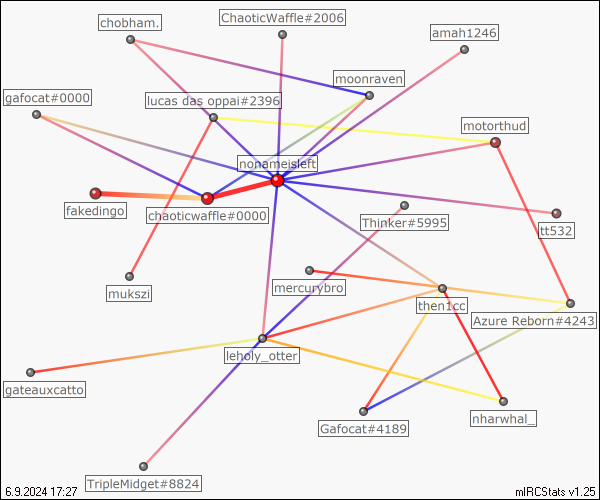 ChaoticWaffle#2006
chobham.
amah1246
moonraven
gafocat#0000
lucas das oppai#2396
motorthud
nonameisleft
fakedingo
chaoticwaffle#0000
Thinker#5995
tt532
mukszi
mercurybro
then1cc
Azure Reborn#4243
leholy_otter
gateauxcatto
Gafocat#4189
nharwhal_
TripleMidget#8824
6.9.2024 17:27
mIRCStats v1.25